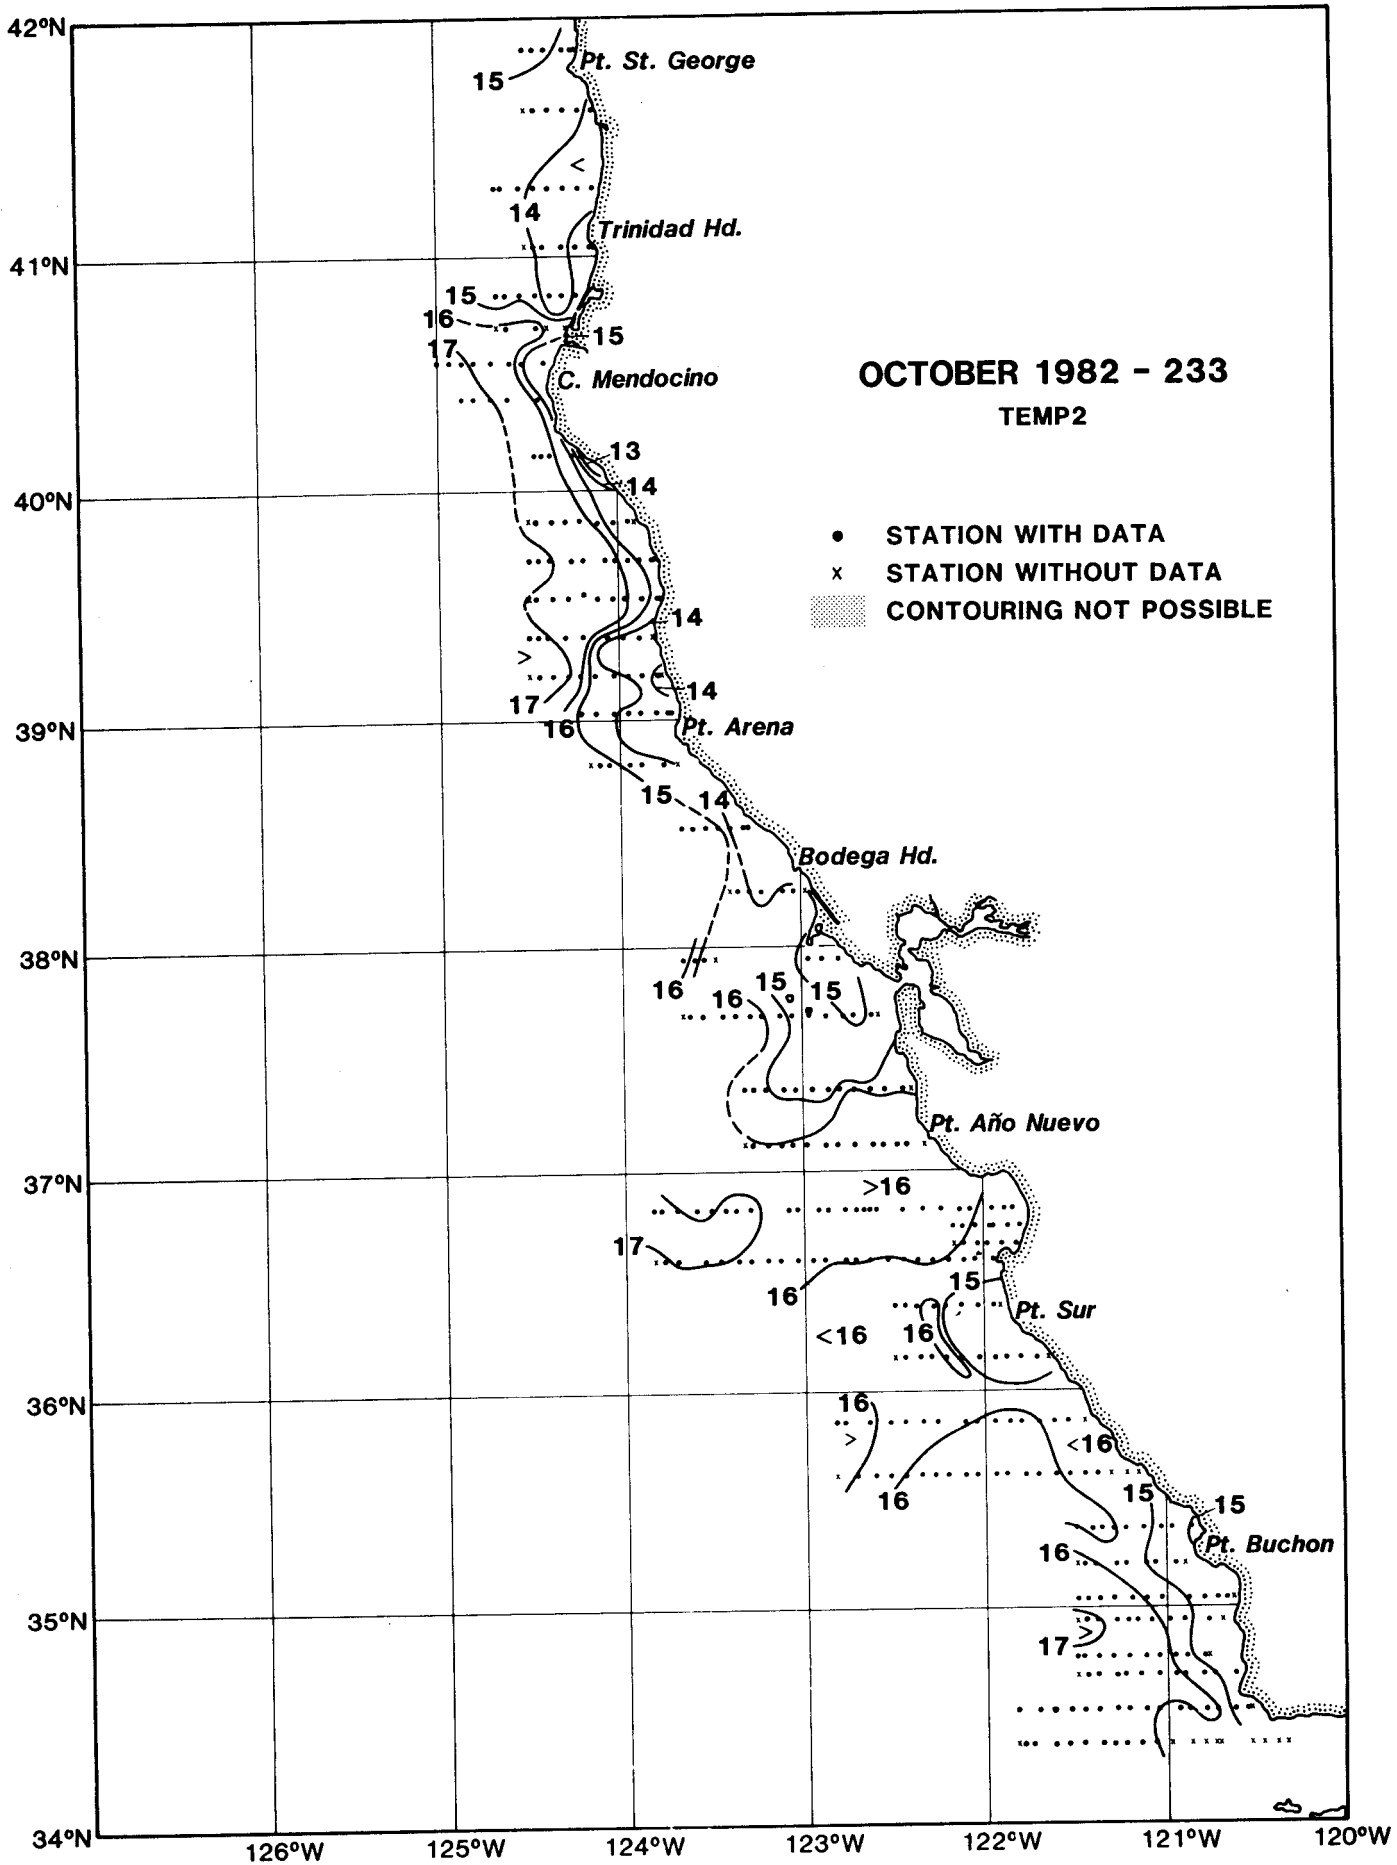 42°N
Pt. St. George
15
<
14
Trinidad Hd.
41°N
15
16
15
17
C. Mendocino
OCTOBER 1982 - 233
TEMP2
13
14
40°N
• STATION WITH DATA
x STATION WITHOUT DATA
CONTOURING NOT POSSIBLE
14
>
14
17
16
39°N
Pt. Arena
15
14
Bodega Hd.
38°N
16
16
15
15
Pt. Año Nuevo
37°N
>16
17
16
15
Pt. Sur
<16
16
36°N
16
>
<16
16
15
15
16
Pt. Buchon
35°N
17
>
34°N
126°W
125°W
124°W
123°W
122°W
121°W
120°W